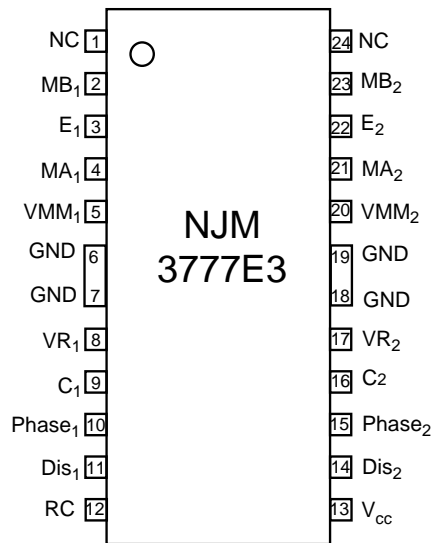 NC 1 24 NC
MB₁ 2 23 MB₂
E₁ 3 22 E₂
MA₁ 4 21 MA₂
VMM₁ 5 20 VMM₂
NJM
3777E3
GND 6 19 GND
GND 7 18 GND
VR₁ 8 17 VR₂
C₁ 9 16 C2
Phase₁ 10 15 Phase₂
Dis₁ 11 14 Dis₂
RC 12 13 V_cc